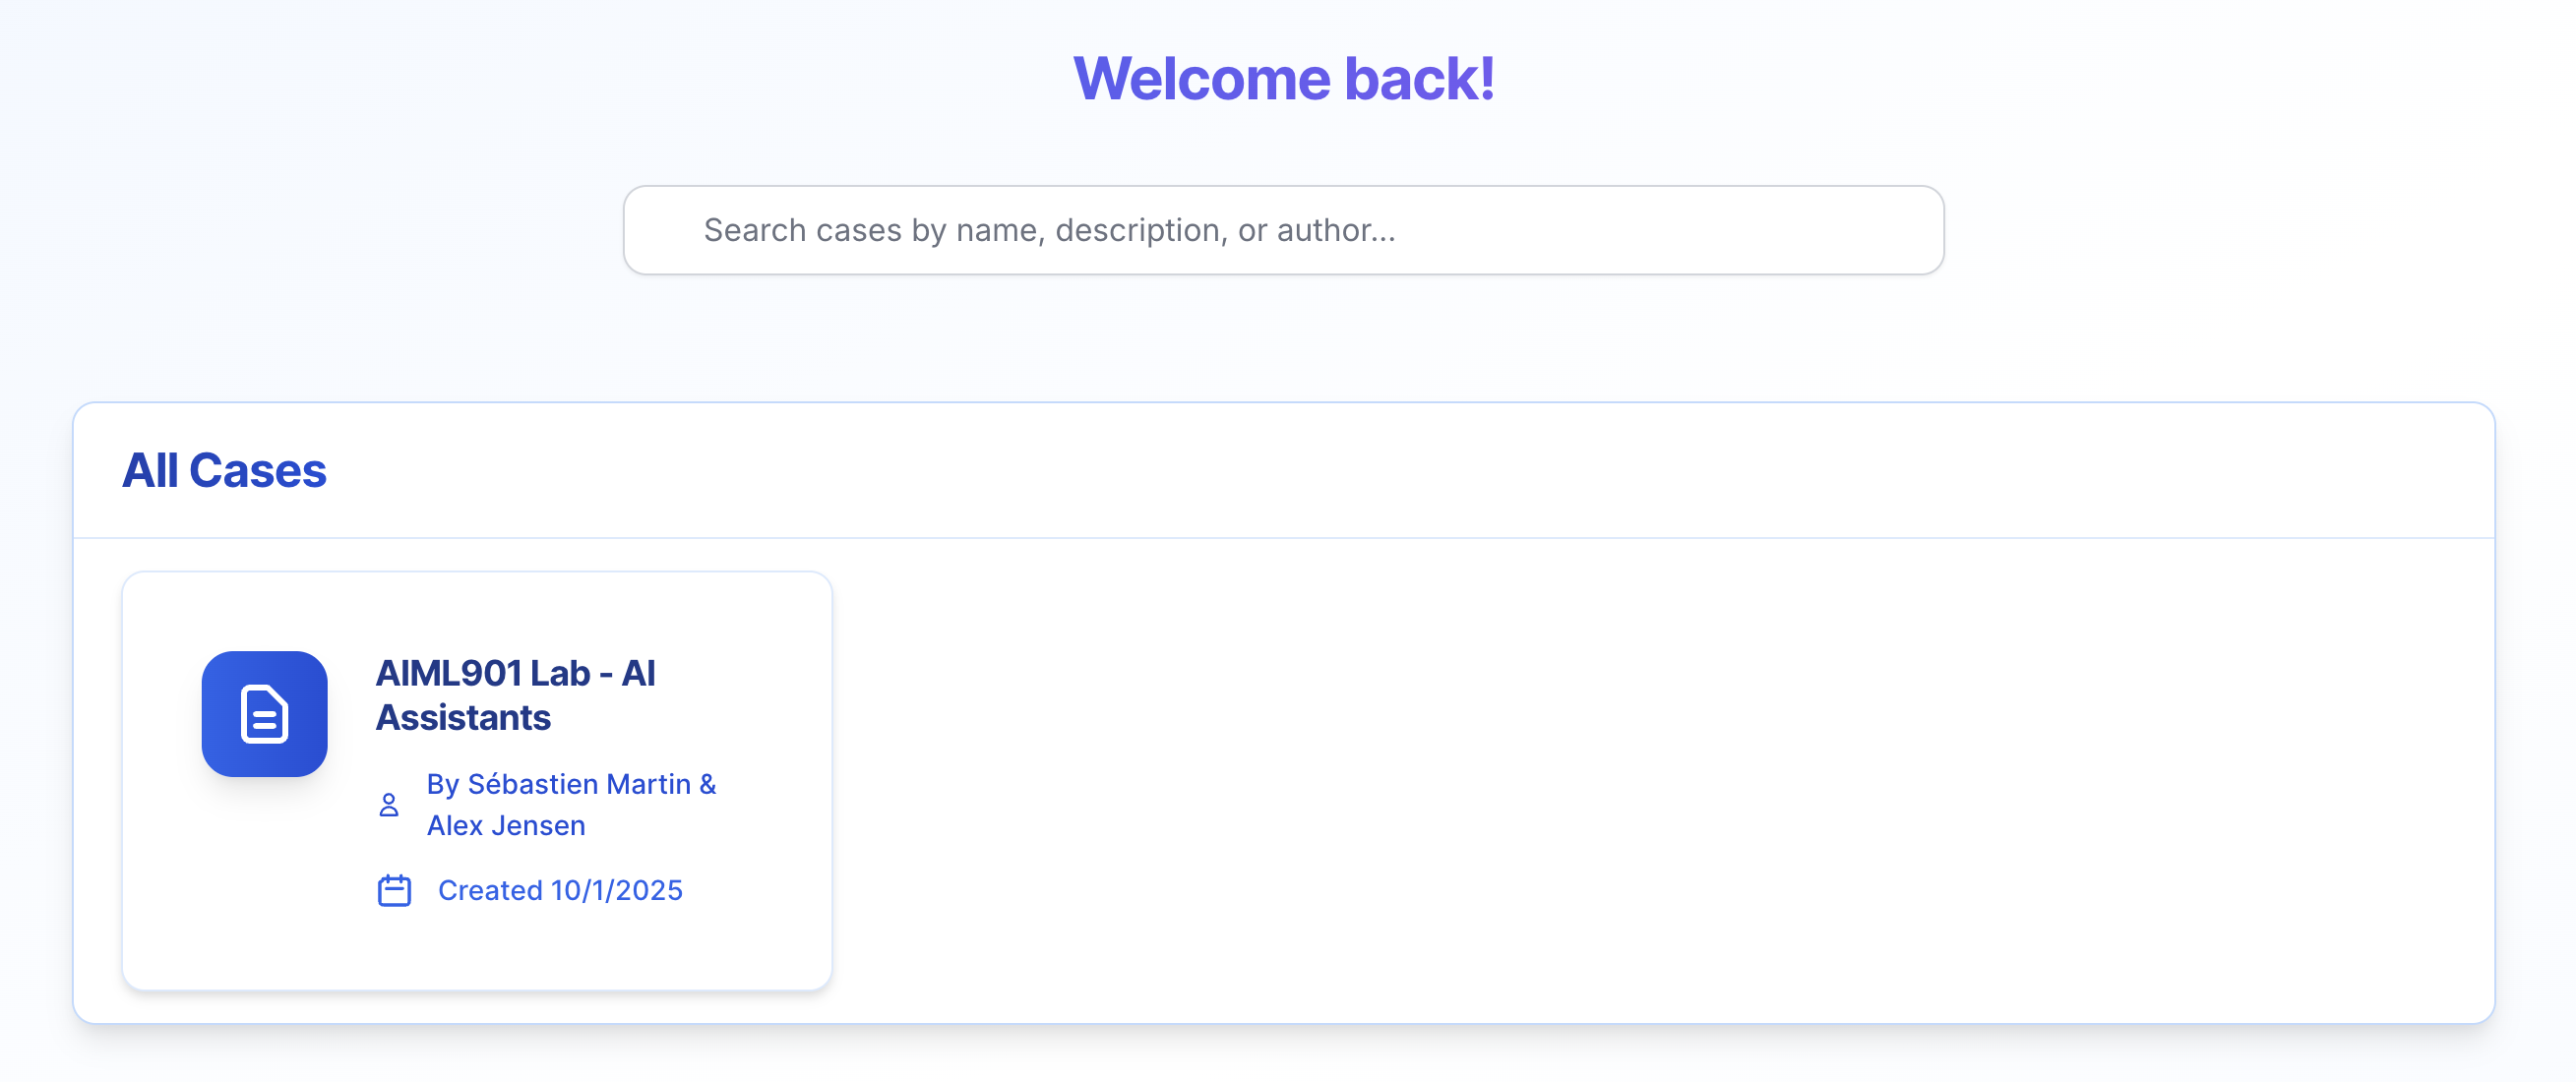 Welcome back!
Search cases by name, description, or author...
All Cases
AIML901 Lab - AI
Assistants
By Sébastien Martin &
Alex Jensen
Created 10/1/2025